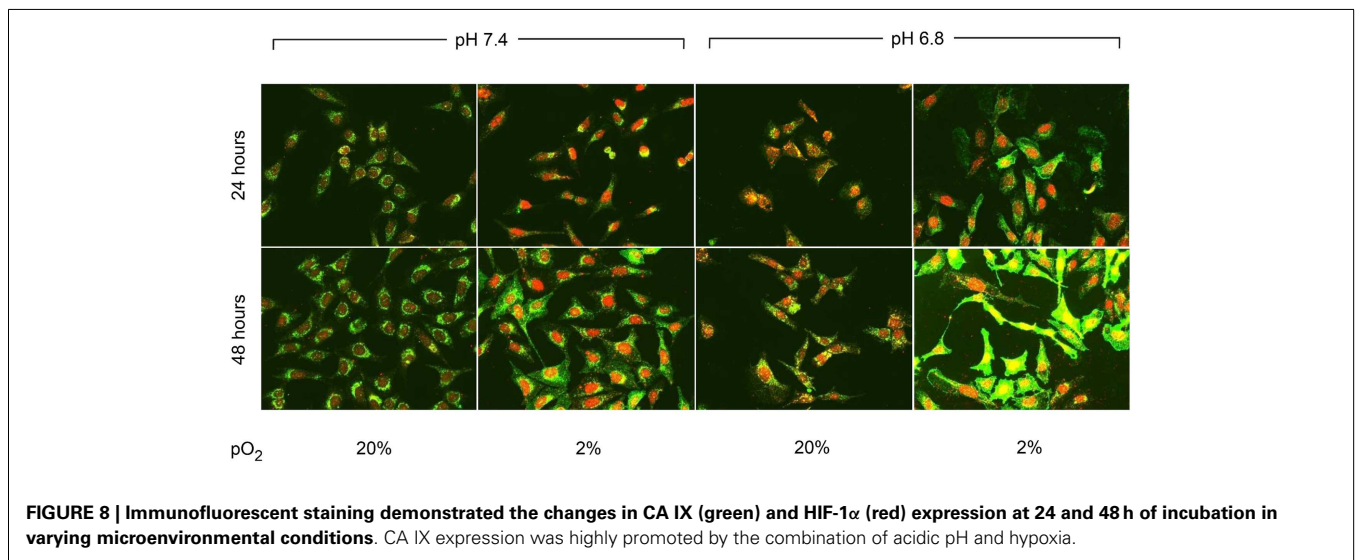 pH 7.4 pH 6.8
24 hours
48 hours
pO2 20% 2% 20% 2%
FIGURE 8 | Immunofluorescent staining demonstrated the changes in CA IX (green) and HIF-1α (red) expression at 24 and 48 h of incubation in
varying microenvironmental conditions. CA IX expression was highly promoted by the combination of acidic pH and hypoxia.